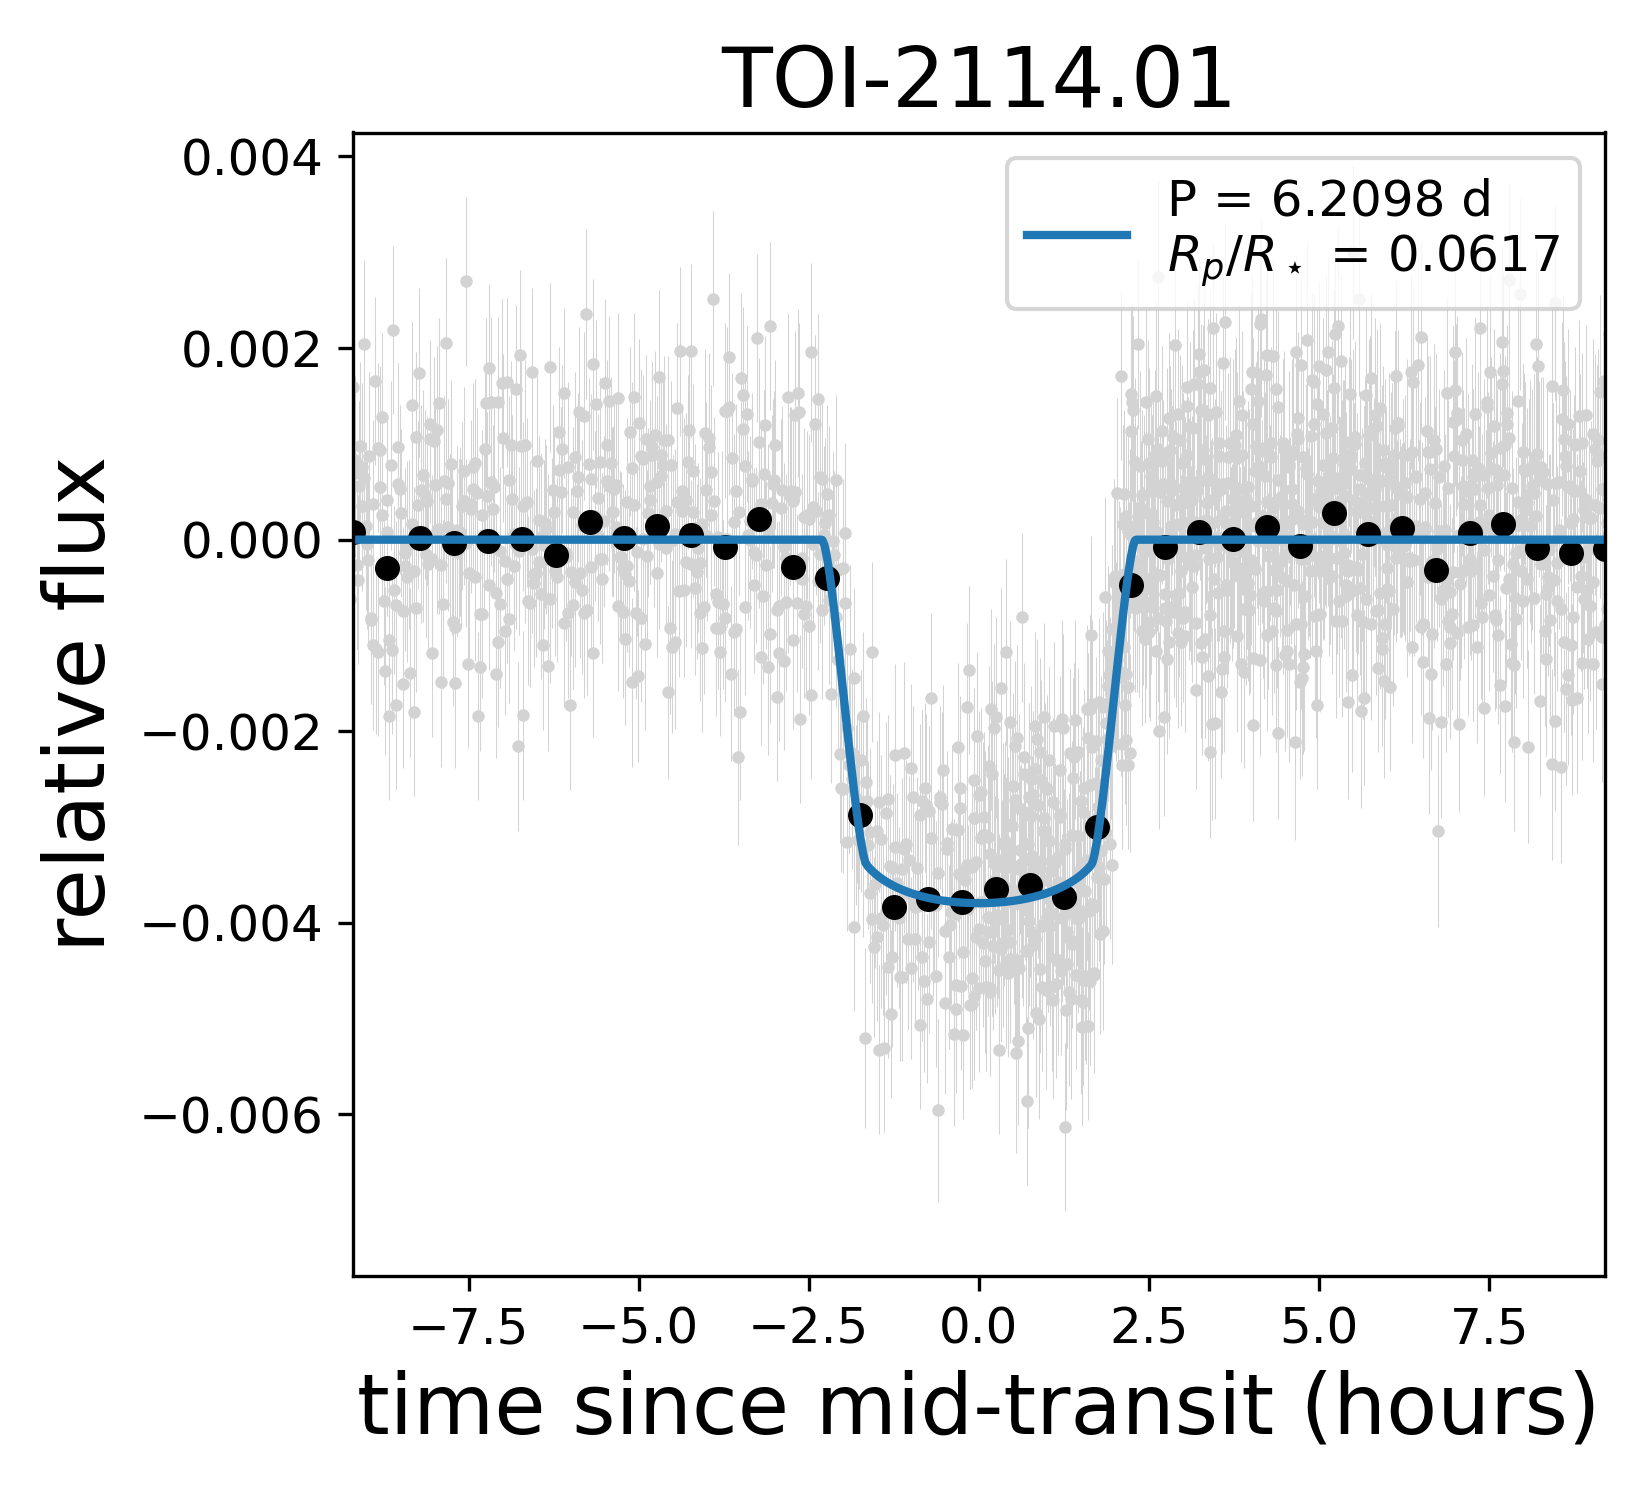 TOI-2114.01
P = 6.2098 d
Rp/R⋆ = 0.0617
0.004
0.002
0.000
−0.002
−0.004
−0.006
relative flux
−7.5 −5.0 −2.5 0.0 2.5 5.0 7.5
time since mid-transit (hours)